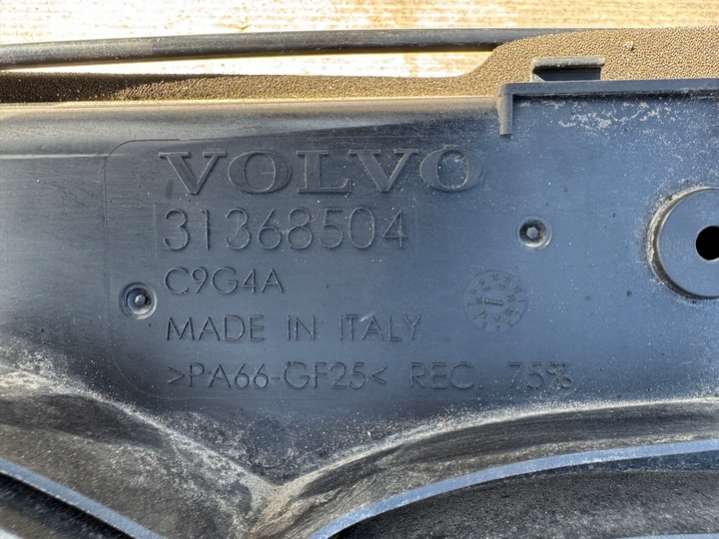 VOLVO
31368504
C9G4A
MADE IN ITALY
>PA66-GF25< REC. 75%